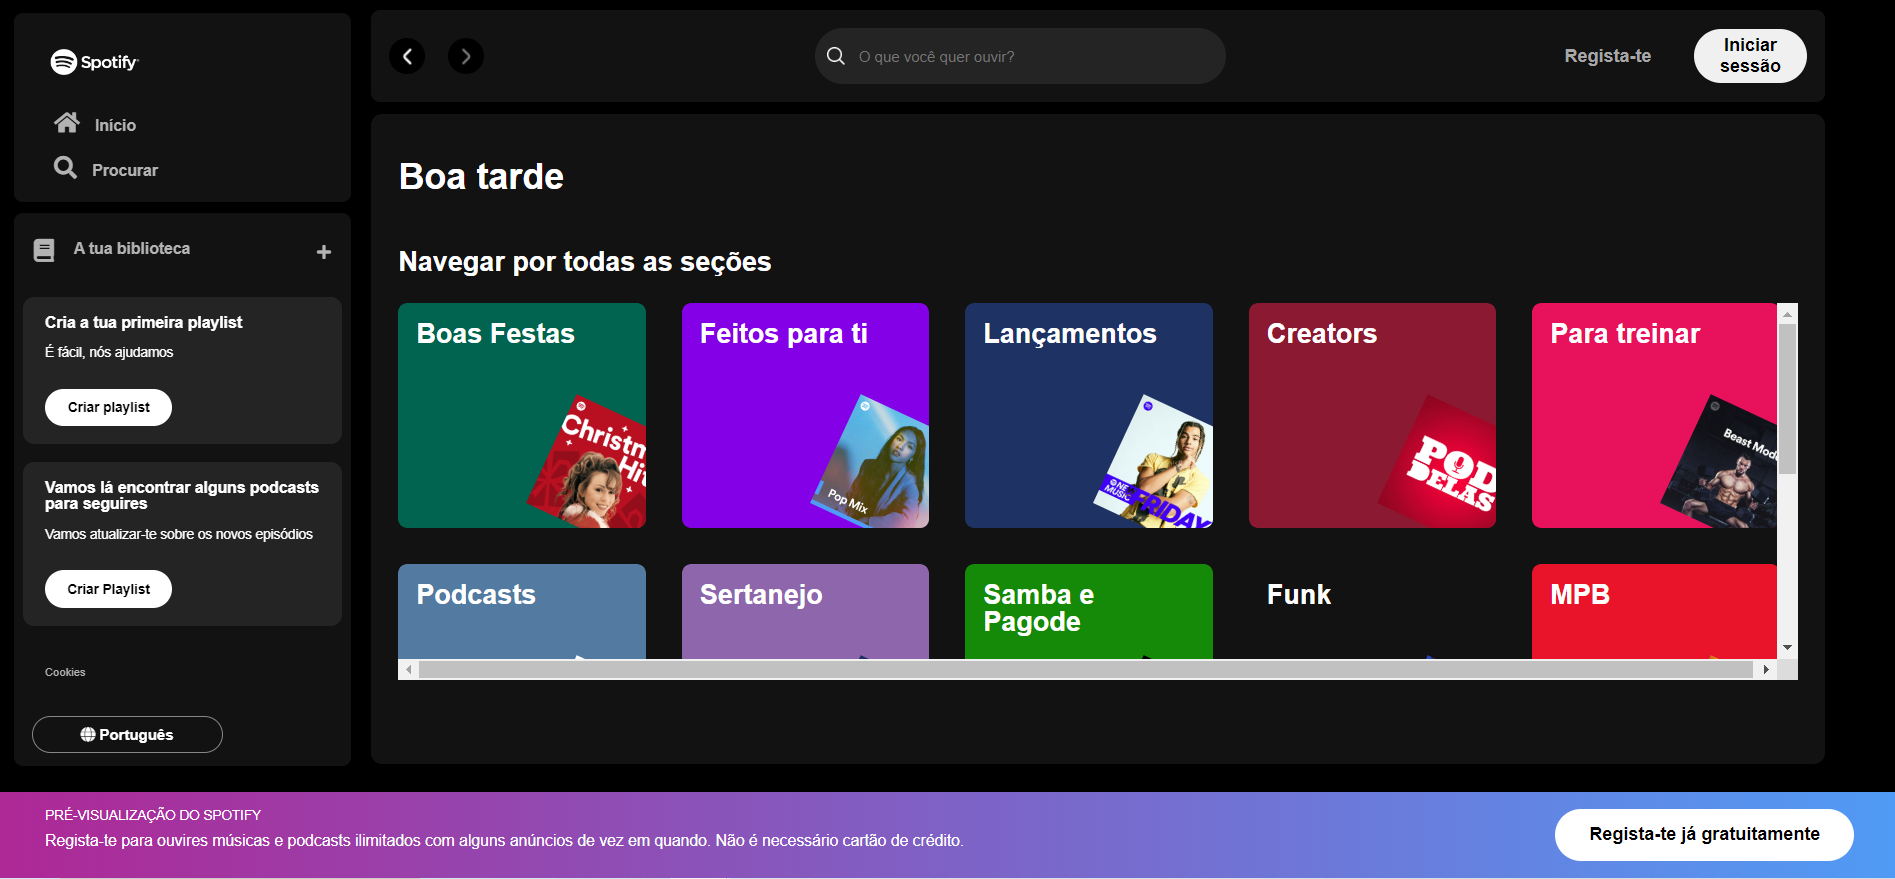 Spotify
Início
Procurar
A tua biblioteca
Cria a tua primeira playlist
É fácil, nós ajudamos
Criar playlist
Vamos lá encontrar alguns podcasts
para seguires
Vamos atualizar-te sobre os novos episódios
Criar Playlist
Cookies
Português
O que você quer ouvir?
Regista-te
Iniciar
sessão
Boa tarde
Navegar por todas as seções
Boas Festas
Christm
Hit
Feitos para ti
Pop Mix
Lançamentos
NE
MUSIC
FRIDAY
Creators
POD
DELAS
Para treinar
Beast Mod
Podcasts
Sertanejo
Samba e
Pagode
Funk
MPB
PRÉ-VISUALIZAÇÃO DO SPOTIFY
Regista-te para ouvires músicas e podcasts ilimitados com alguns anúncios de vez em quando. Não é necessário cartão de crédito.
Regista-te já gratuitamente